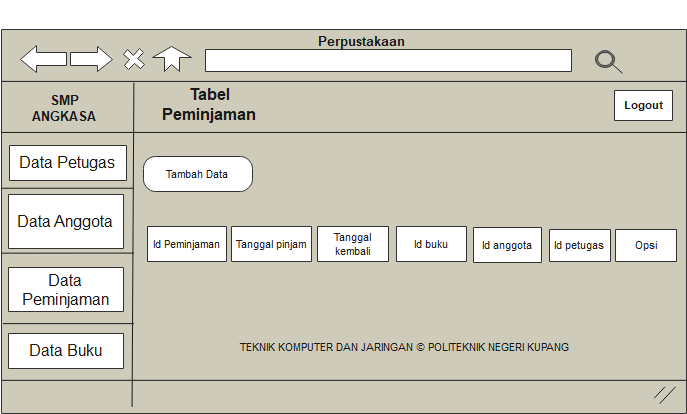 Perpustakaan
SMP
ANGKASA
Tabel
Peminjaman
Logout
Data Petugas
Data Anggota
Data
Peminjaman
Data Buku
Tambah Data
Id Peminjaman
Tanggal pinjam
Tanggal
kembali
Id buku
Id anggota
Id petugas
Opsi
TEKNIK KOMPUTER DAN JARINGAN © POLITEKNIK NEGERI KUPANG